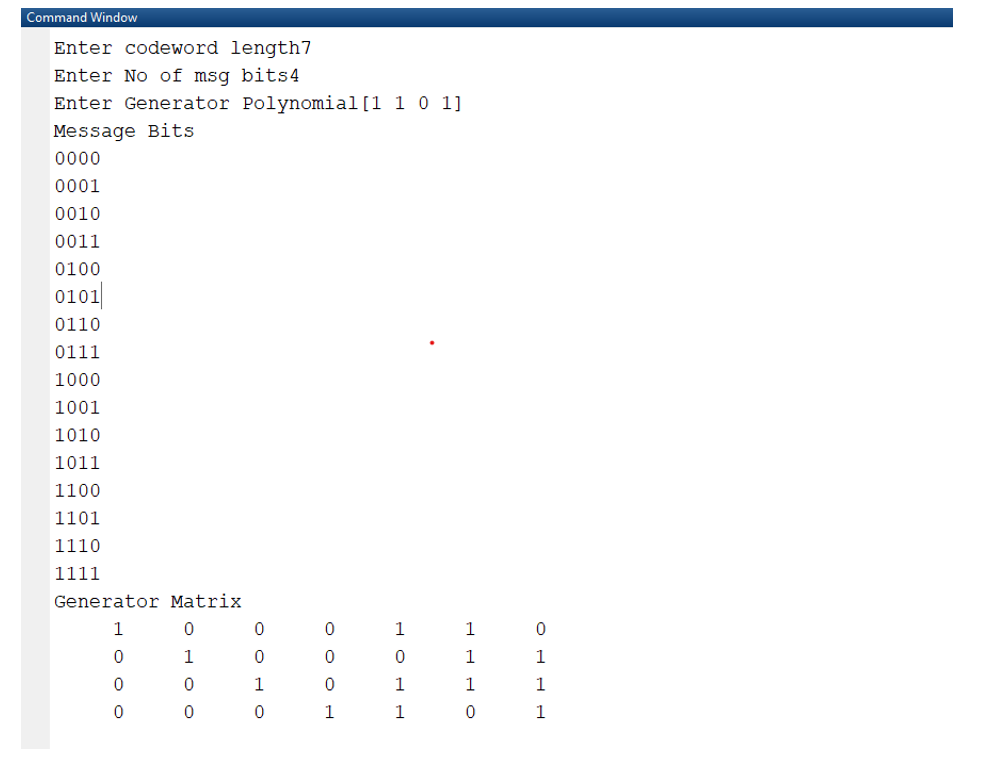 Command Window
Enter codeword length7
Enter No of msg bits4
Enter Generator Polynomial[1 1 0 1]
Message Bits
0000
0001
0010
0011
0100
0101
0110
0111
1000
1001
1010
1011
1100
1101
1110
1111
Generator Matrix
1 0 0 0 1 1 0
0 1 0 0 0 1 1
0 0 1 0 1 1 1
0 0 0 1 1 0 1